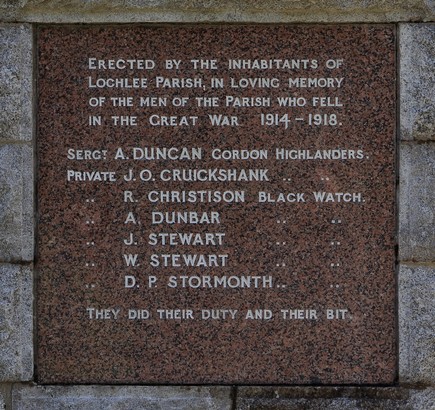 ERECTED BY THE INHABITANTS OF
LOCHLEE PARISH, IN LOVING MEMORY
OF THE MEN OF THE PARISH WHO FELL
IN THE GREAT WAR 1914-1918.
SERGT A. DUNCAN GORDON HIGHLANDERS.
PRIVATE J. O. CRUICKSHANK .. ..
.. R. CHRISTISON BLACK WATCH.
.. A. DUNBAR .. ..
.. J. STEWART .. ..
.. W. STEWART .. ..
.. D. P. STORMONTH .. ..
THEY DID THEIR DUTY AND THEIR BIT.